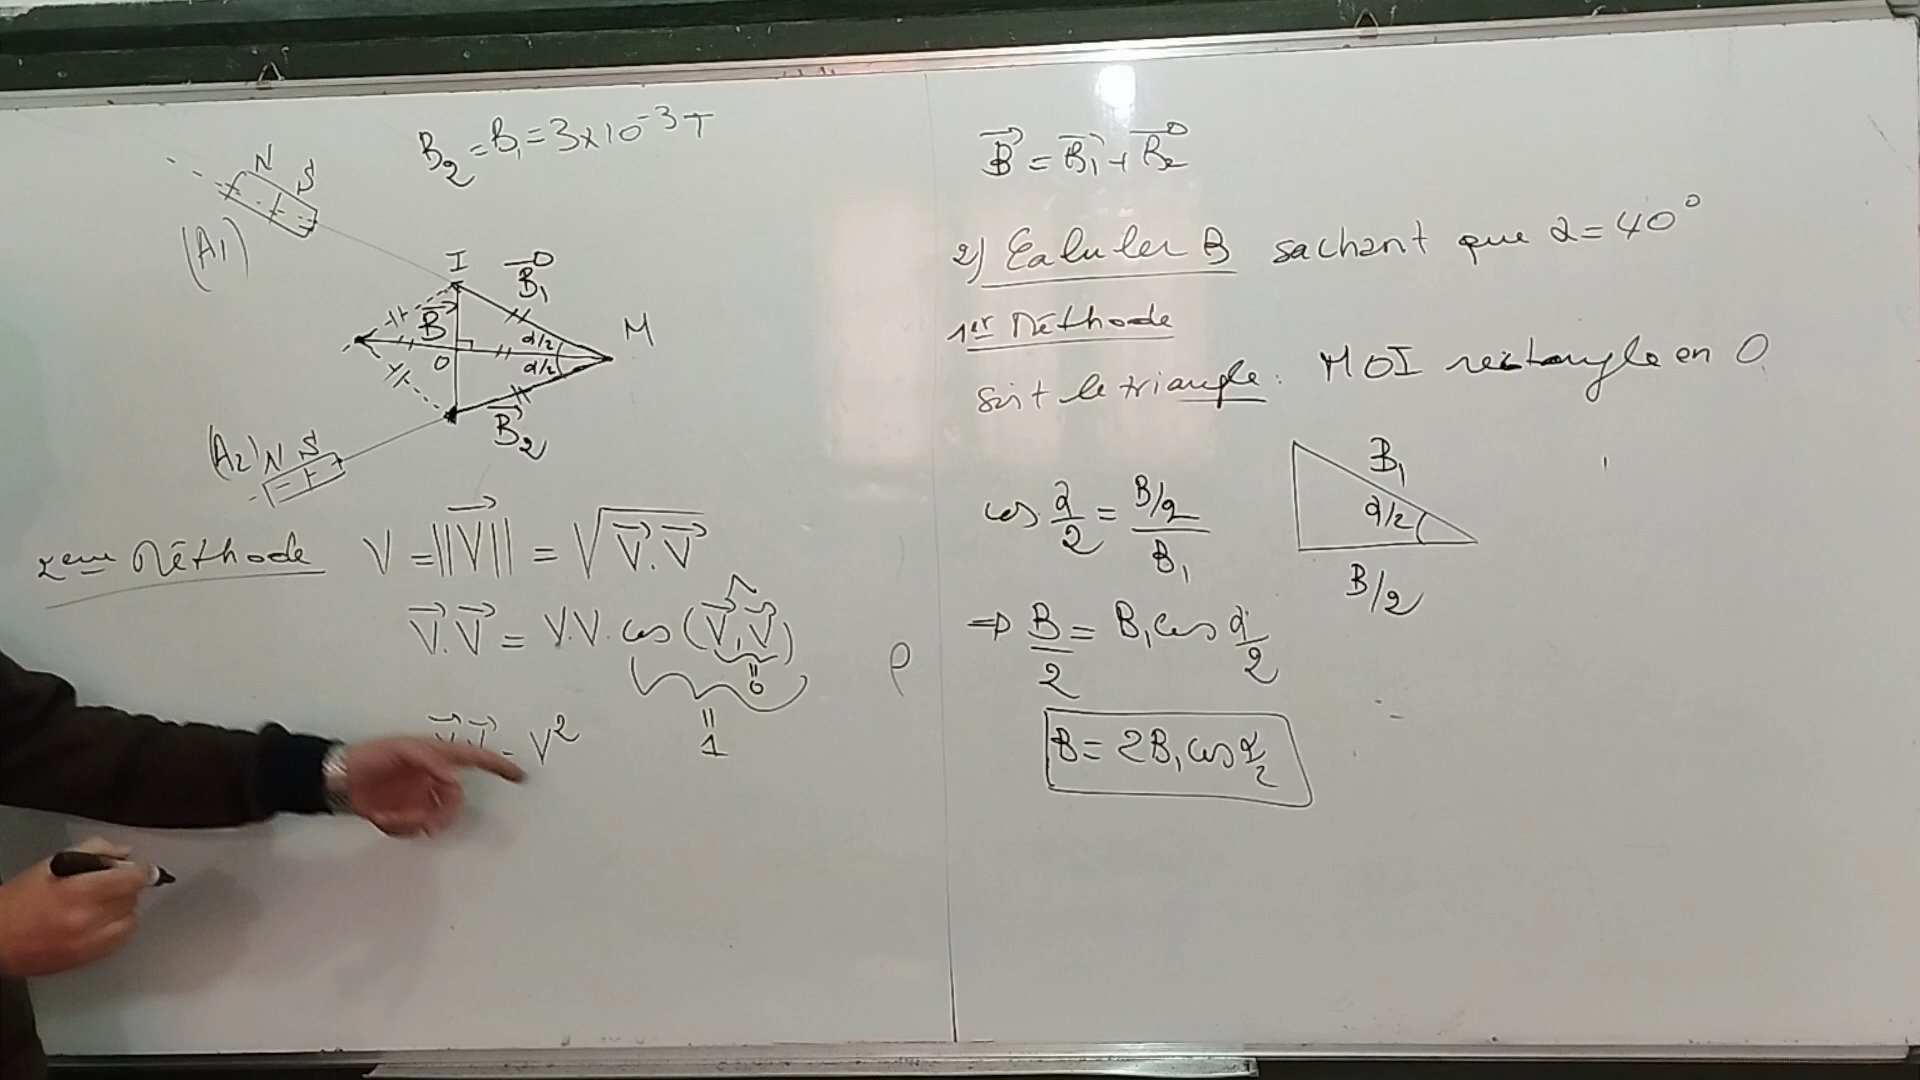 B₂ = B₁ = 3×10⁻³ T
N S
(A1)
I
B₁
B
M
α/2
O
α/2
B₂
(A2) N S
2eme Méthode V = ||V|| = √V.V
V.V = V.V. cos (V,V)
= 0
= 1
V.V = V²
B = B₁ + B₂
2) Calculer B sachant que α = 40°
1er Méthode
Soit le triangle : MOI rectangle en O
B₁
α/2
B/2
cos α/2 = (B/2)/B₁
⇒ B/2 = B₁ cos α/2
B = 2B₁ cos α/2